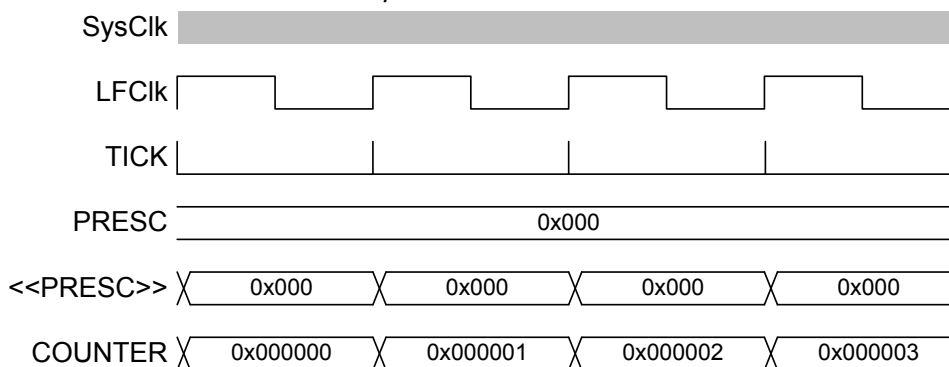 SysClk
LFClk
TICK
PRESC 0x000
<<PRESC>> 0x000 0x000 0x000 0x000
COUNTER 0x000000 0x000001 0x000002 0x000003